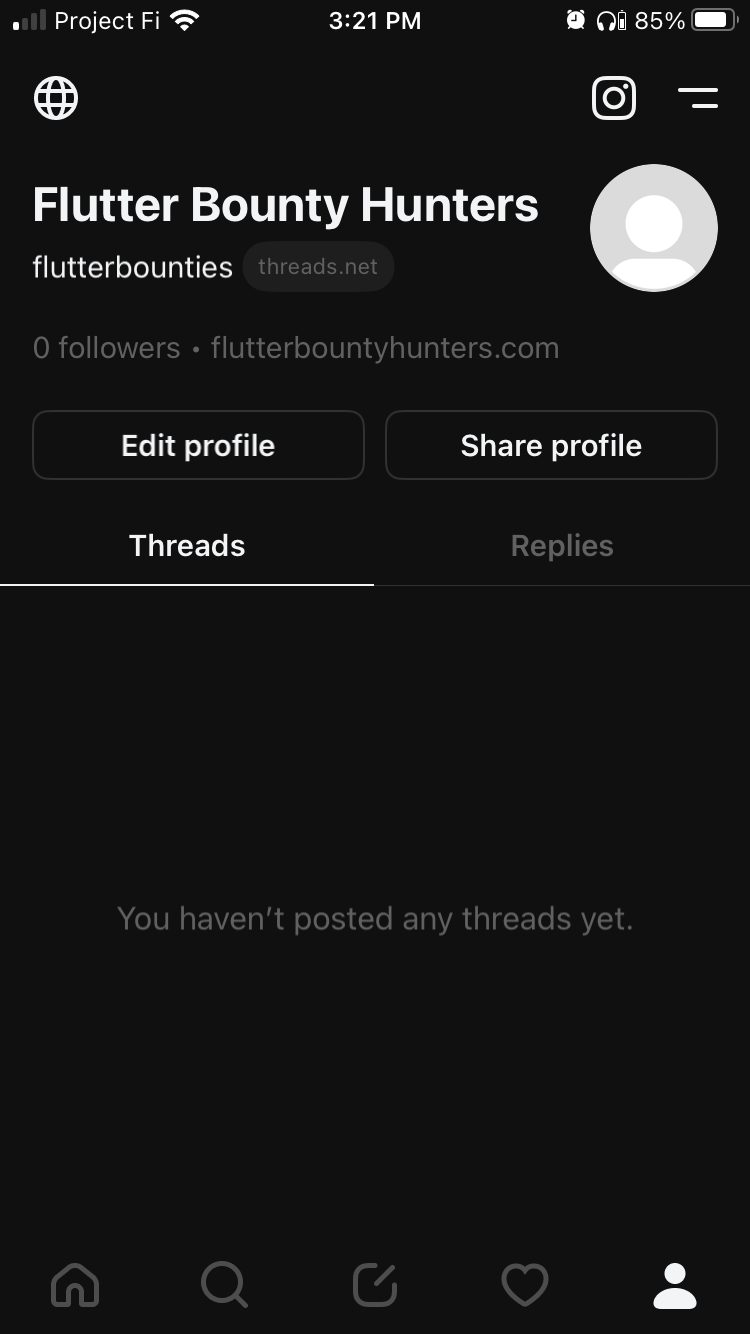 Project Fi 3:21 PM 85%
Flutter Bounty Hunters
flutterbounties threads.net
0 followers • flutterbountyhunters.com
Edit profile Share profile
Threads Replies
You haven’t posted any threads yet.